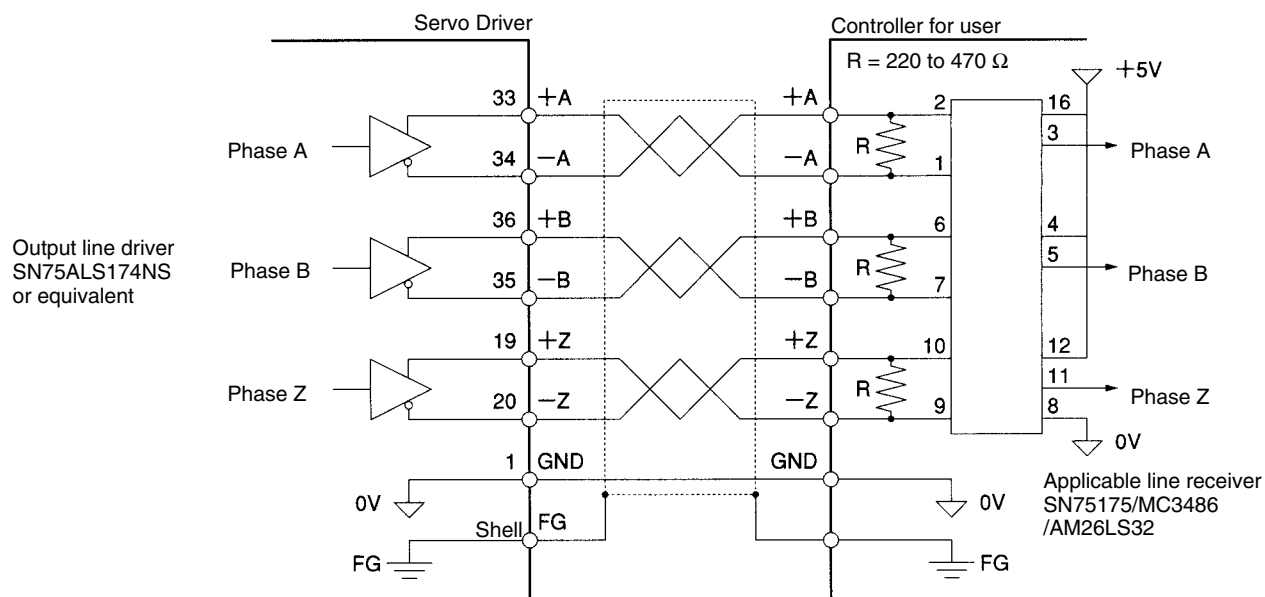 Servo Driver
Controller for user
R = 220 to 470 Ω
+5V
33 +A +A 2 16
3
Phase A R Phase A
34 −A −A 1
36 +B +B 6 4
5
Output line driver
SN75ALS174NS
or equivalent
Phase B R Phase B
35 −B −B 7
19 +Z +Z 10 12
11
Phase Z R Phase Z
20 −Z −Z 9 8
0V
1 GND GND
0V 0V
Applicable line receiver
SN75175/MC3486
/AM26LS32
Shell FG
FG FG